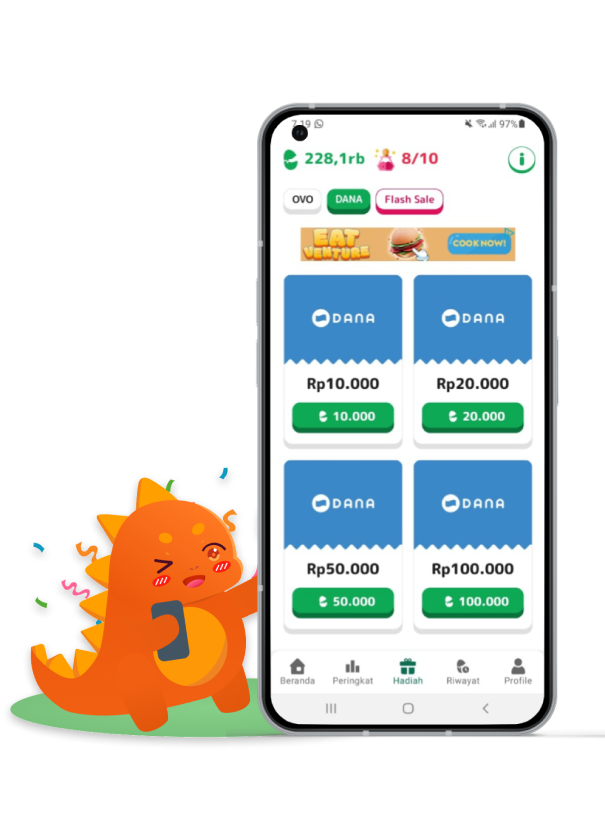 7.19
97%
228,1rb 8/10 i
OVO DANA Flash Sale
EAT VENTURE COOK NOW!
DANA DANA
Rp10.000 Rp20.000
10.000 20.000
DANA DANA
Rp50.000 Rp100.000
50.000 100.000
Beranda Peringkat Hadiah Riwayat Profile